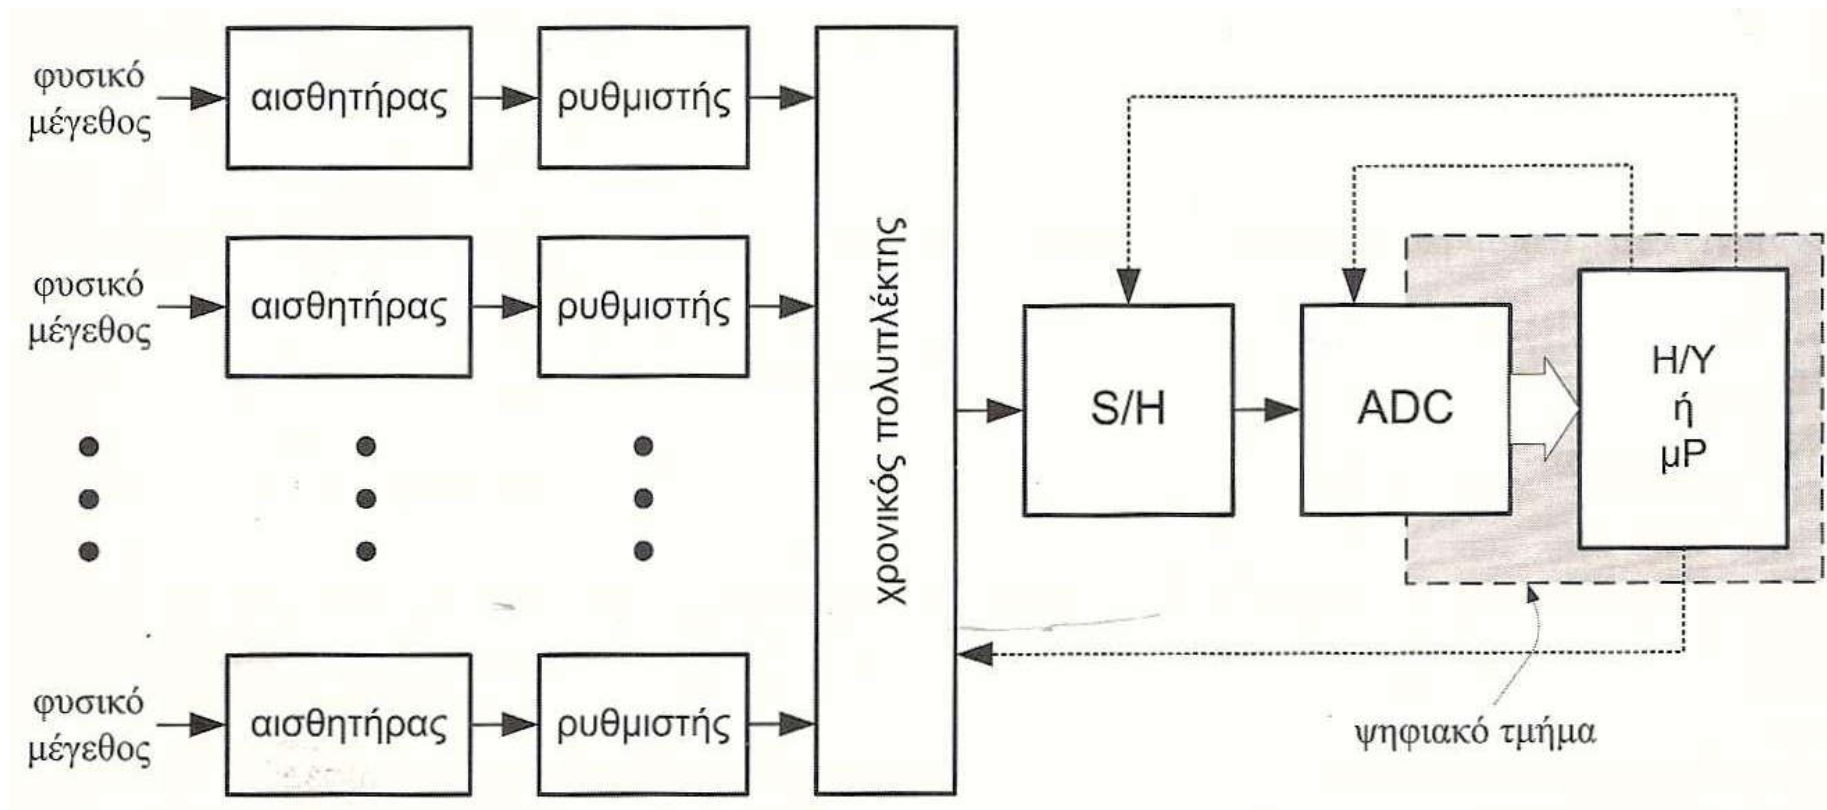 φυσικό
μέγεθος
αισθητήρας
ρυθμιστής
φυσικό
μέγεθος
αισθητήρας
ρυθμιστής
φυσικό
μέγεθος
αισθητήρας
ρυθμιστής
χρονικός πολυπλέκτης
S/H
ADC
Η/Υ
ή
μP
ψηφιακό τμήμα